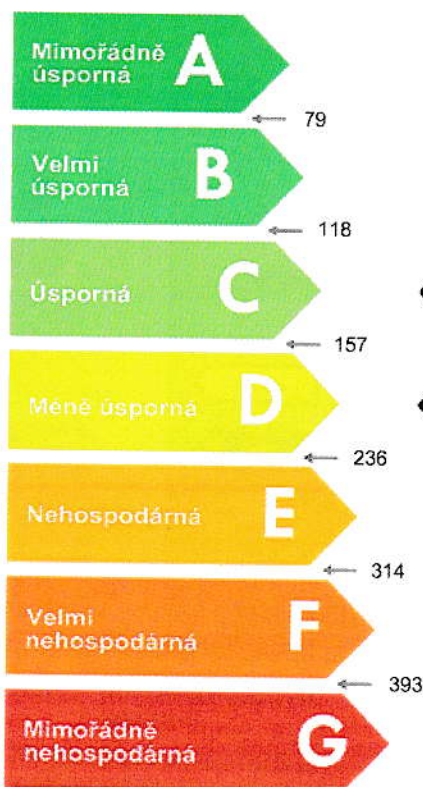 Mimořádně
úsporná
A
79
Velmi
úsporná
B
118
Úsporná
C
157
Méně úsporná
D
236
Nehospodárná
E
314
Velmi
nehospodárná
F
393
Mimořádně
nehospodárná
G